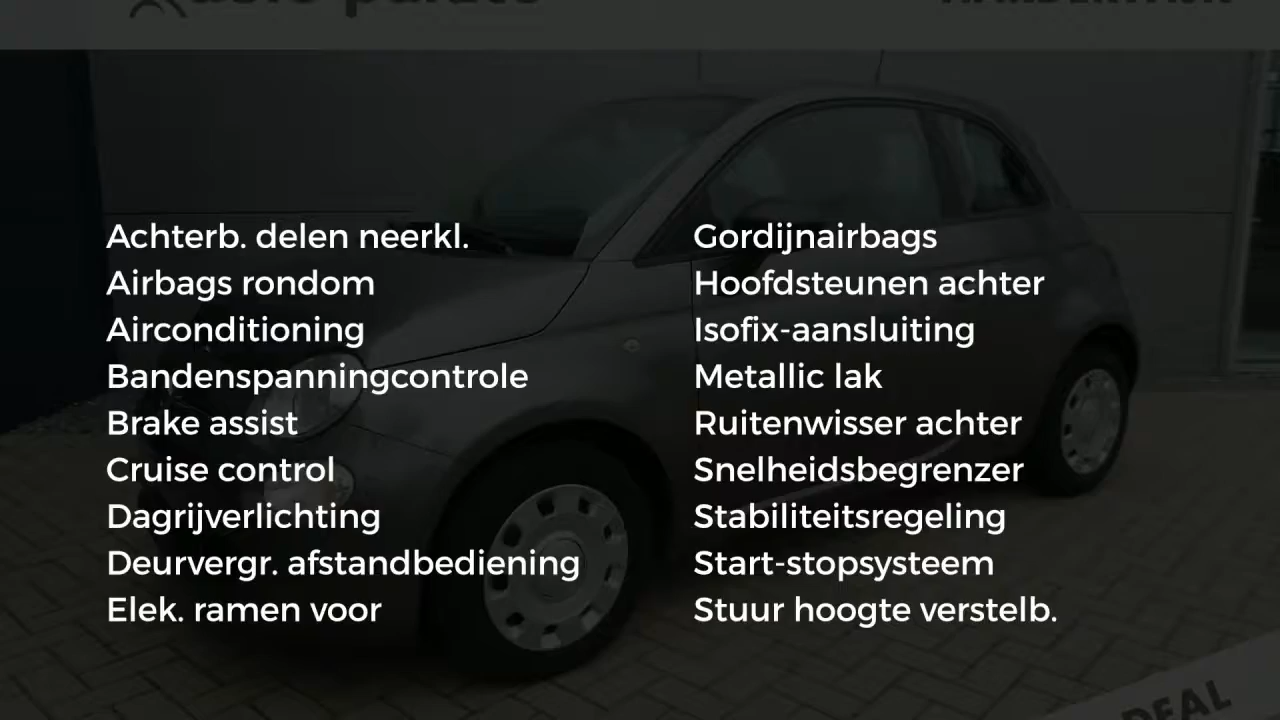 Achterb. delen neerkl.
Airbags rondom
Airconditioning
Bandenspanningcontrole
Brake assist
Cruise control
Dagrijverlichting
Deurvergr. afstandbediening
Elek. ramen voor
Gordijnairbags
Hoofdsteunen achter
Isofix-aansluiting
Metallic lak
Ruitenwisser achter
Snelheidsbegrenzer
Stabiliteitsregeling
Start-stopsysteem
Stuur hoogte verstelb.
DEAL